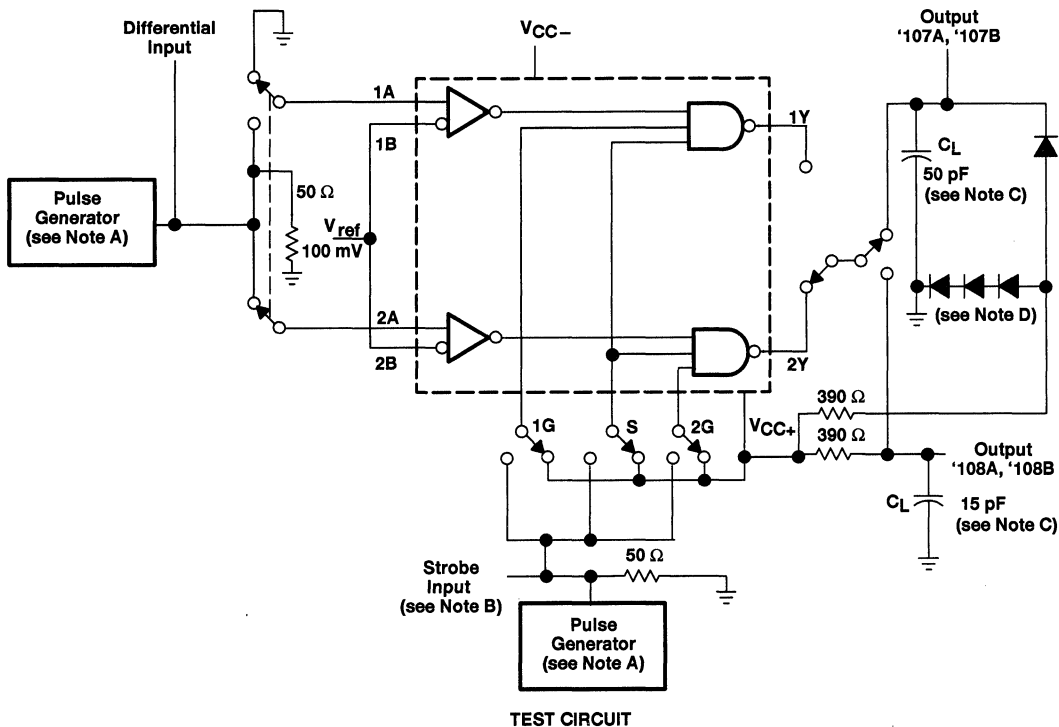 Differential
Input
VCC−
Output
'107A, '107B
1A
1B
1Y
CL
50 pF
(see Note C)
Pulse
Generator
(see Note A)
50 Ω
Vref
100 mV
2A
2B
2Y
(see Note D)
1G
S
2G
VCC+
390 Ω
390 Ω
Output
'108A, '108B
CL
15 pF
(see Note C)
Strobe
Input
(see Note B)
50 Ω
Pulse
Generator
(see Note A)
TEST CIRCUIT